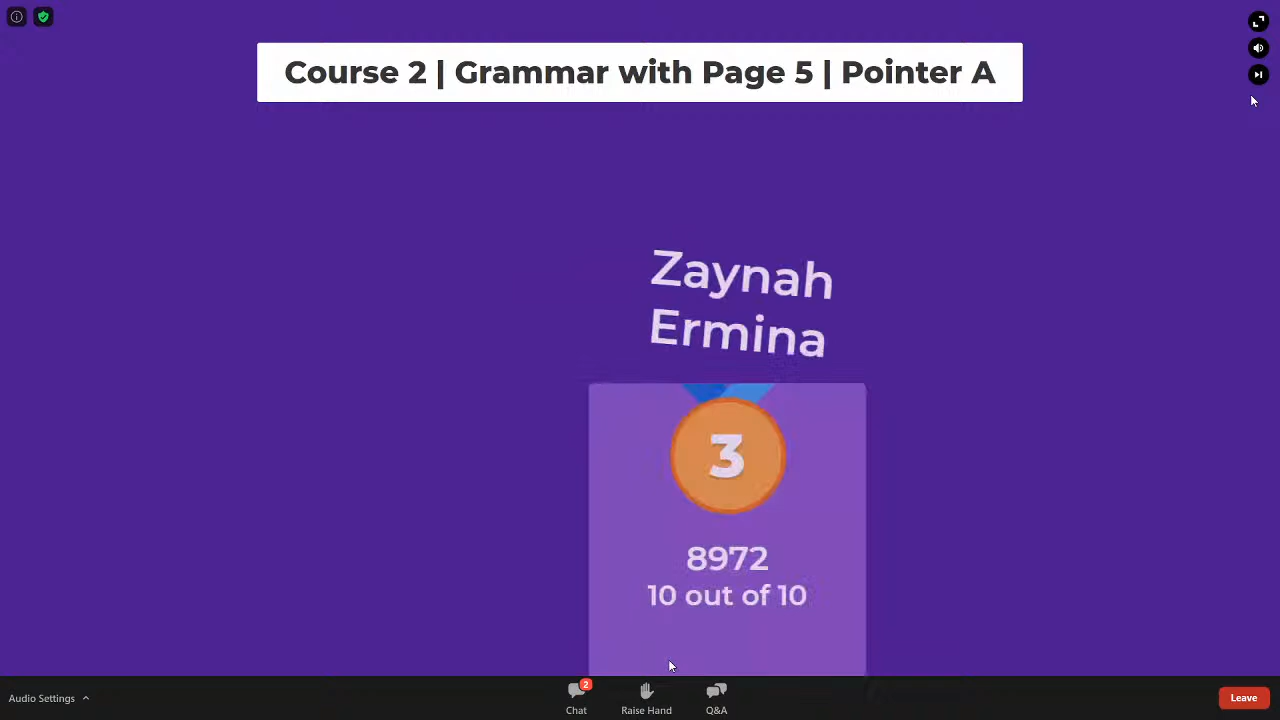 Course 2 | Grammar with Page 5 | Pointer A
Zaynah
Ermina
3
8972
10 out of 10
Audio Settings
2
Chat
Raise Hand
Q&A
Leave